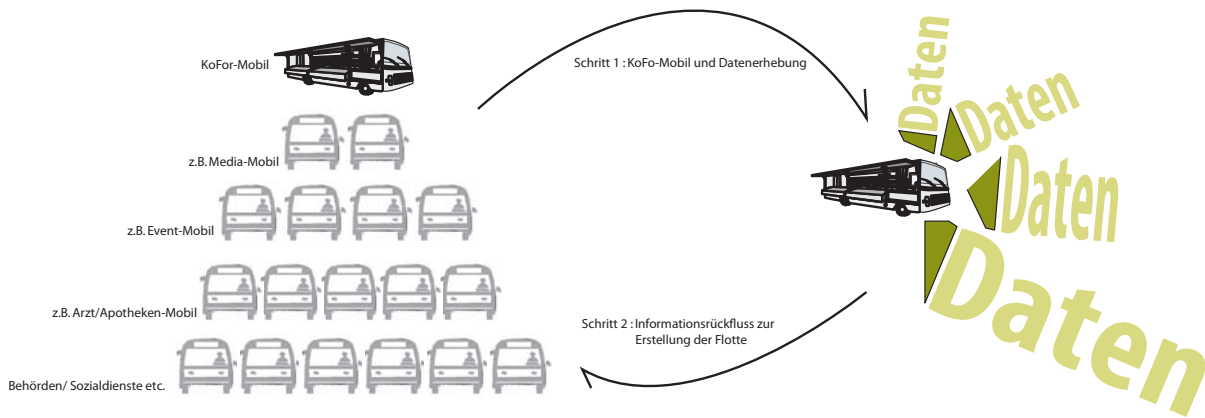 KoFor-Mobil
z.B. Media-Mobil
z.B. Event-Mobil
z.B. Arzt/Apotheken-Mobil
Behörden/ Sozialdienste etc.
Schritt 1 : KoFo-Mobil und Datenerhebung
Schritt 2 : Informationsrückfluss zur
Erstellung der Flotte
Daten
Daten
Daten
Daten